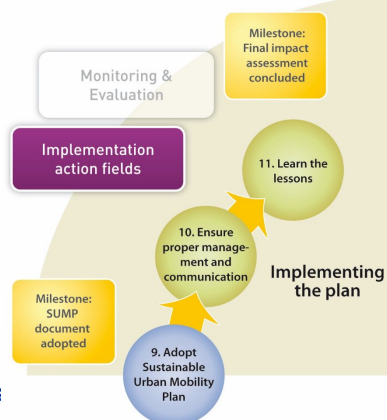 Milestone:
Final impact
assessment
concluded
Monitoring &
Evaluation
Implementation
action fields
11. Learn the
lessons
10. Ensure
proper manage-
ment and
communication
Implementing
the plan
Milestone:
SUMP
document
adopted
9. Adopt
Sustainable
Urban Mobility
Plan